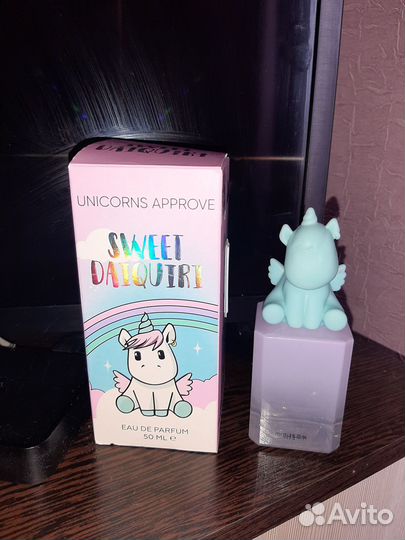 UNICORNS APPROVE
SWEET
DAIQUIRI
EAU DE PARFUM
50 ML e
Avito